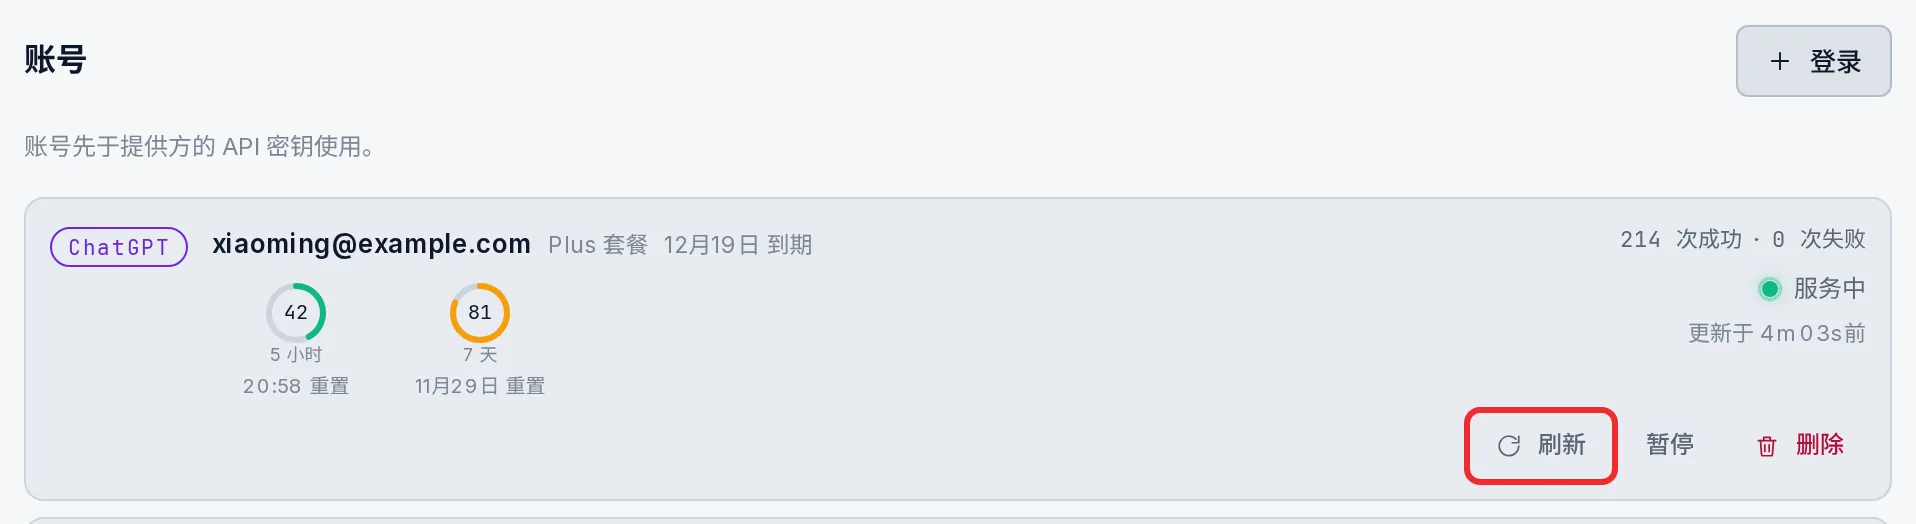 账号
+ 登录
账号先于提供方的 API 密钥使用。
ChatGPT xiaoming@example.com Plus 套餐 12月19日 到期
214 次成功 · 0 次失败
服务中
更新于 4m03s前
42 81
5 小时 7 天
20:58 重置 11月29日 重置
刷新 暂停 删除